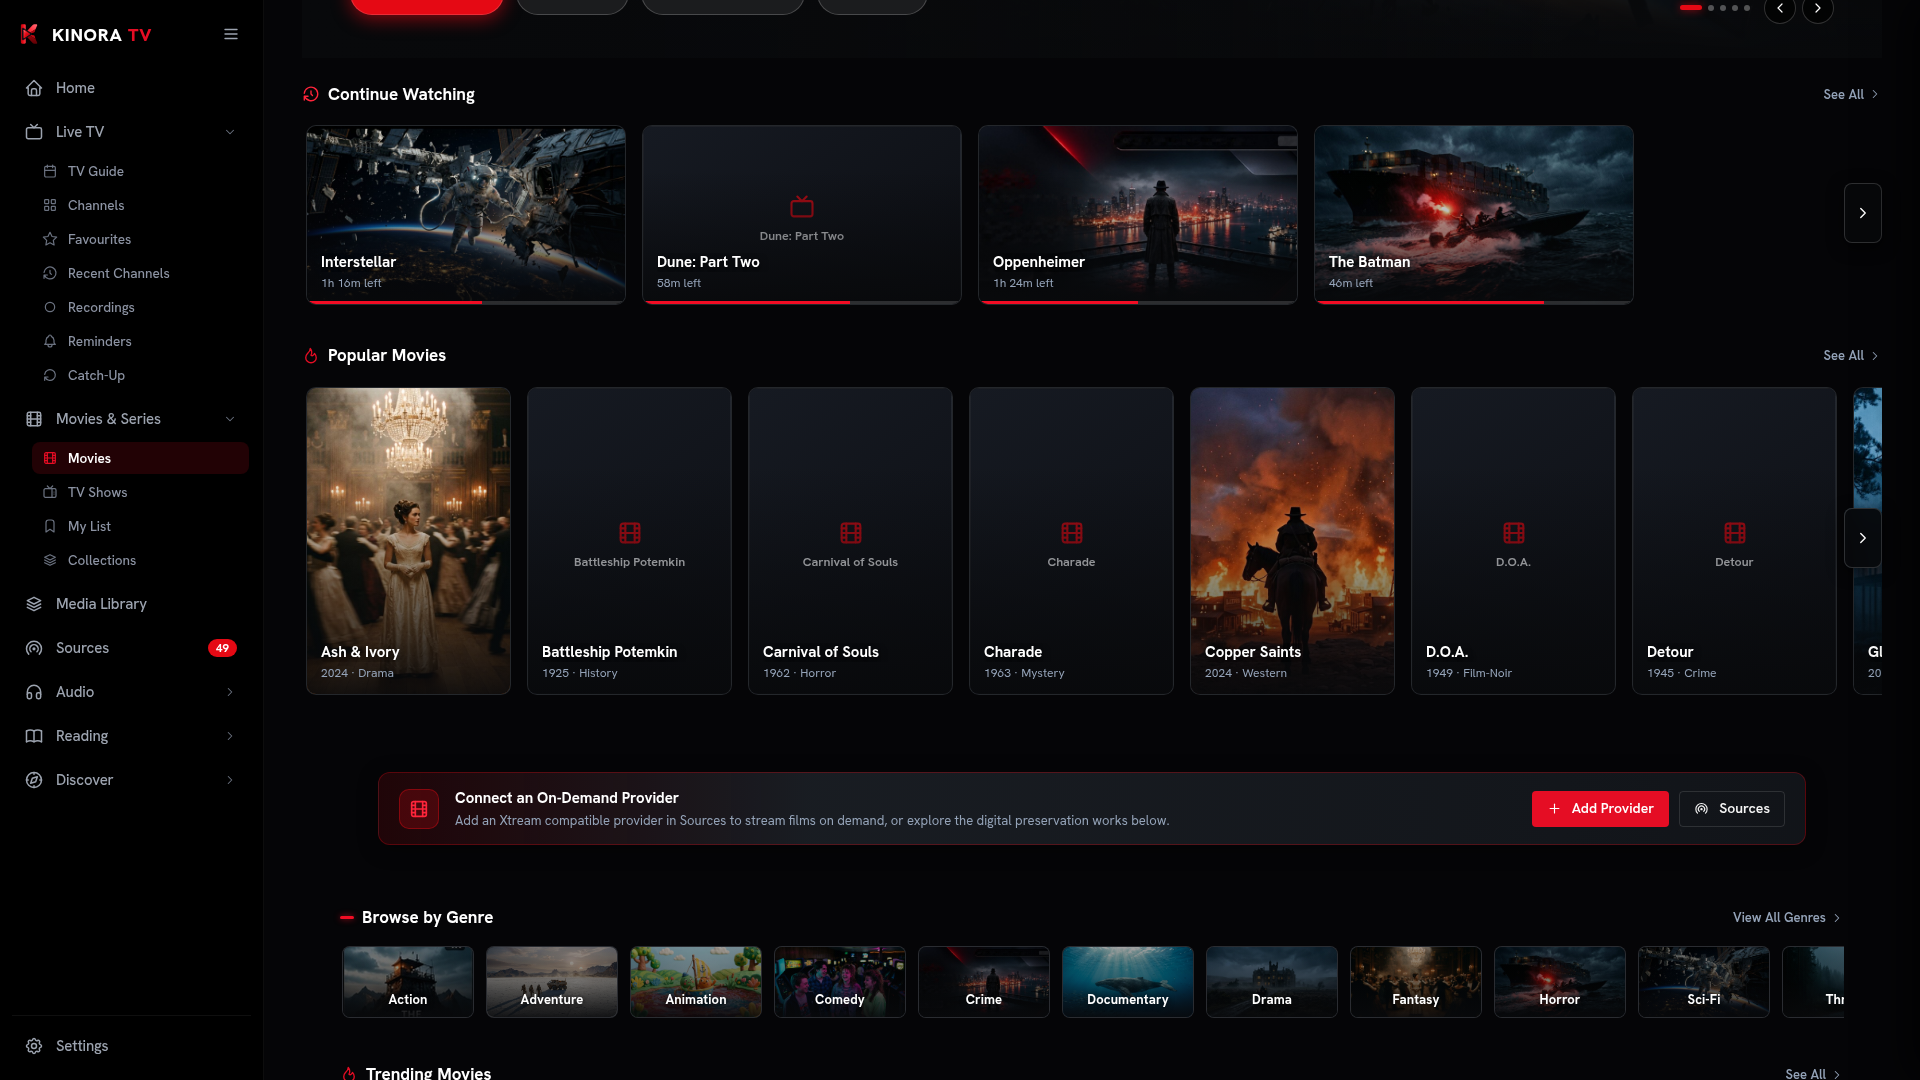 KINORA TV
Home
Live TV
TV Guide
Channels
Favourites
Recent Channels
Recordings
Reminders
Catch-Up
Movies & Series
Movies
TV Shows
My List
Collections
Media Library
Sources 49
Audio
Reading
Discover
Settings
Continue Watching
See All
Interstellar
1h 16m left
Dune: Part Two
Dune: Part Two
58m left
Oppenheimer
1h 24m left
The Batman
46m left
Popular Movies
See All
Ash & Ivory
2024 · Drama
Battleship Potemkin
Battleship Potemkin
1925 · History
Carnival of Souls
Carnival of Souls
1962 · Horror
Charade
Charade
1963 · Mystery
Copper Saints
2024 · Western
D.O.A.
D.O.A.
1949 · Film-Noir
Detour
Detour
1945 · Crime
Gl
20
Connect an On-Demand Provider
Add an Xtream compatible provider in Sources to stream films on demand, or explore the digital preservation works below.
Add Provider
Sources
Browse by Genre
View All Genres
Action
THE
Adventure
Animation
Comedy
Crime
Documentary
Drama
Fantasy
Horror
Sci-Fi
Thr
Trending Movies
See All